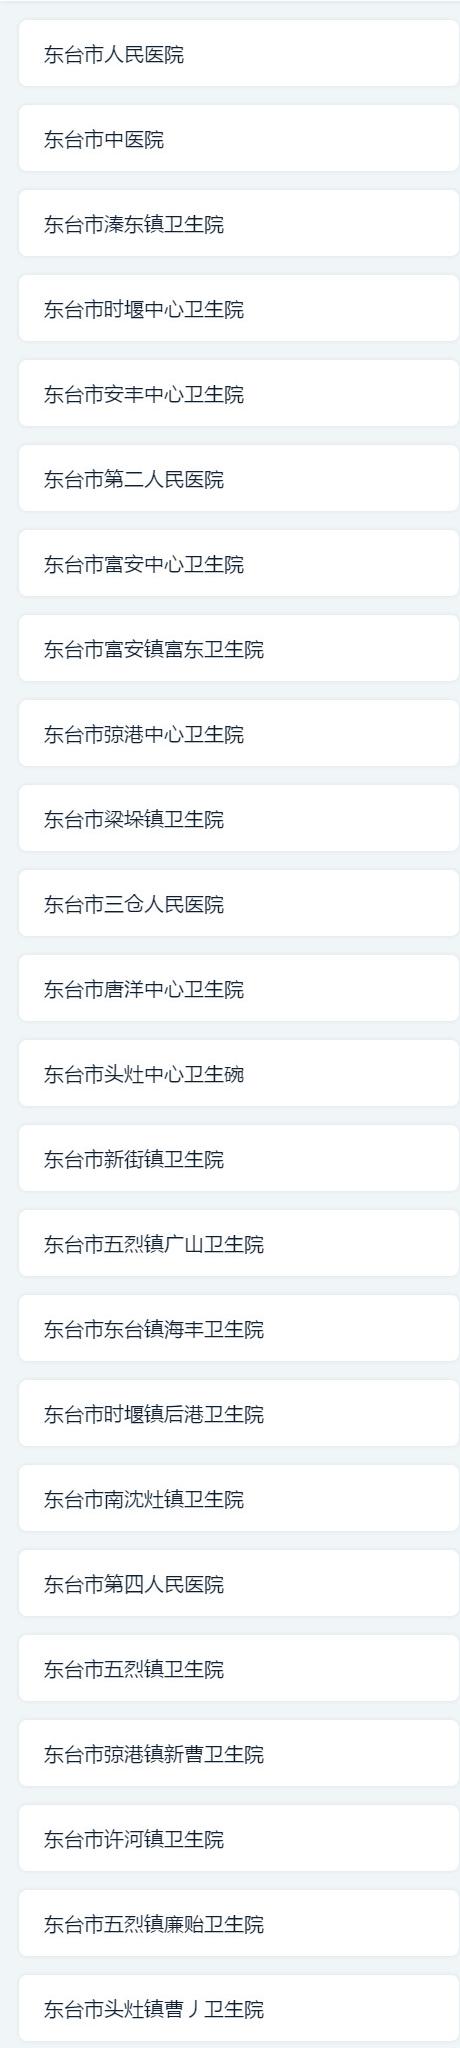 东台市人民医院
东台市中医院
东台市溱东镇卫生院
东台市时堰中心卫生院
东台市安丰中心卫生院
东台市第二人民医院
东台市富安中心卫生院
东台市富安镇富东卫生院
东台市弶港中心卫生院
东台市梁垛镇卫生院
东台市三仓人民医院
东台市唐洋中心卫生院
东台市头灶中心卫生碗
东台市新街镇卫生院
东台市五烈镇广山卫生院
东台市东台镇海丰卫生院
东台市时堰镇后港卫生院
东台市南沈灶镇卫生院
东台市第四人民医院
东台市五烈镇卫生院
东台市弶港镇新曹卫生院
东台市许河镇卫生院
东台市五烈镇廉贻卫生院
东台市头灶镇曹丿卫生院